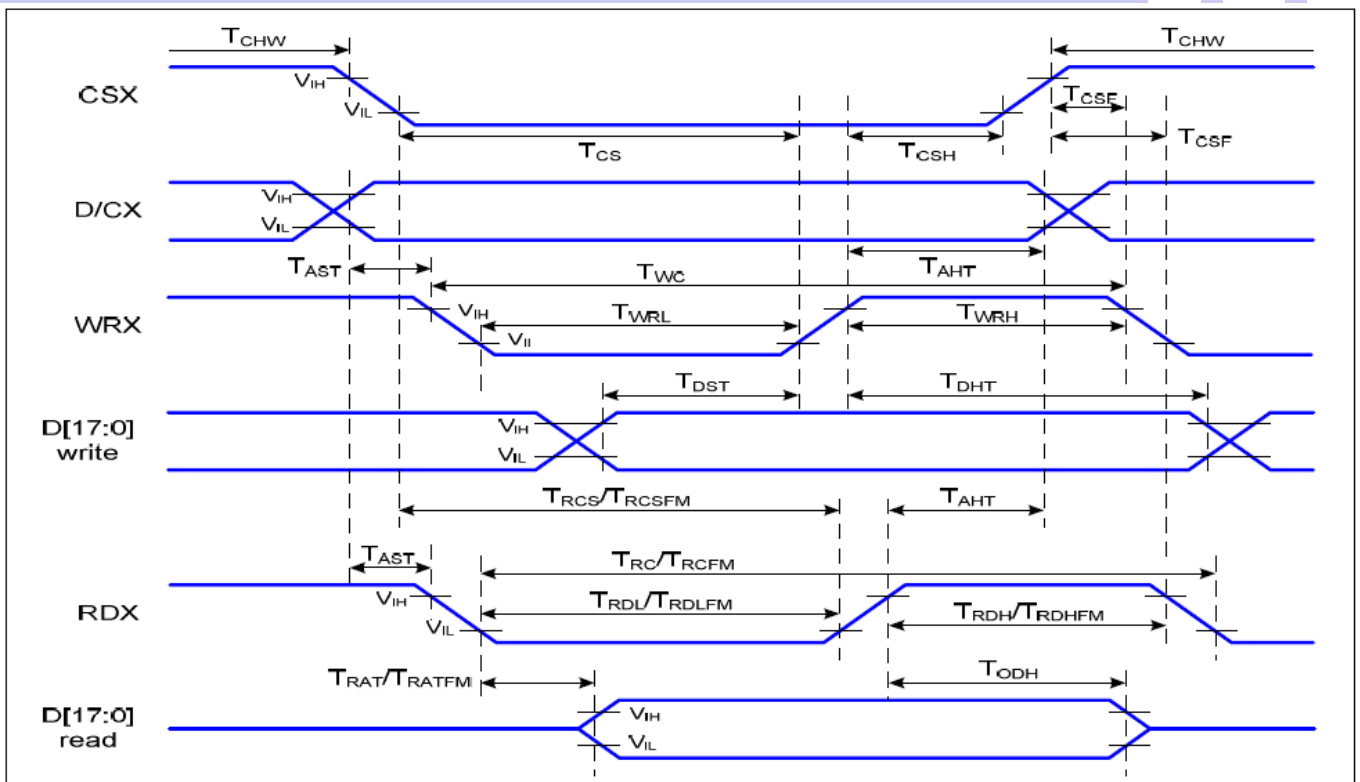 TCHW
TCHW
VIH
CSX
TCSF
VIL
TCS
TCSH
TCSF
VIH
D/CX
VIL
TAST
TWC
TAHT
WRX
VIH
TWRL
TWRH
VIL
TDST
TDHT
D[17:0]
write
VIH
VIL
TRCS/TRCSFM
TAHT
TAST
TRC/TRCFM
VIH
RDX
TRDL/TRDLFM
TRDH/TRDHFM
VIL
TRAT/TRATFM
TODH
D[17:0]
read
VIH
VIL